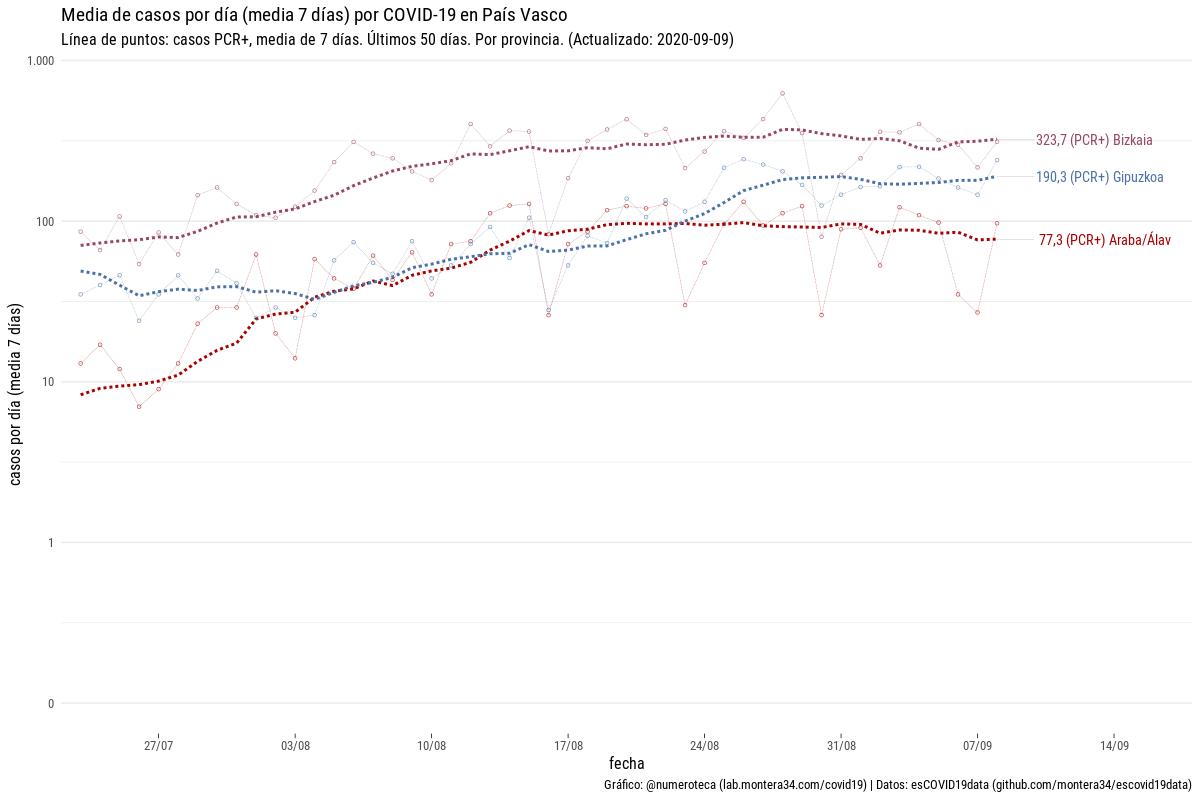 Media de casos por día (media 7 días) por COVID-19 en País Vasco
Línea de puntos: casos PCR+, media de 7 días. Últimos 50 días. Por provincia. (Actualizado: 2020-09-09)
casos por día (media 7 días)
1.000
100
10
1
0
323,7 (PCR+) Bizkaia
190,3 (PCR+) Gipuzkoa
77,3 (PCR+) Araba/Álav
27/07
03/08
10/08
17/08
24/08
31/08
07/09
14/09
fecha
Gráfico: @numeroteca (lab.montera34.com/covid19) | Datos: esCOVID19data (github.com/montera34/escovid19data)